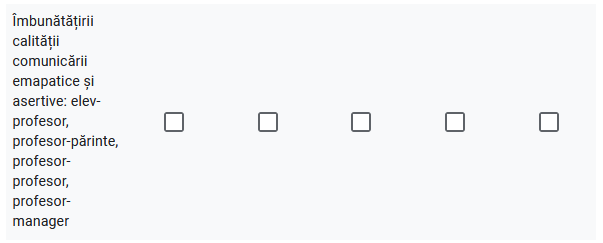 Îmbunătățirii
calității
comunicării
emapatice și
asertive: elev-
profesor,
profesor-părinte,
profesor-
profesor,
profesor-
manager